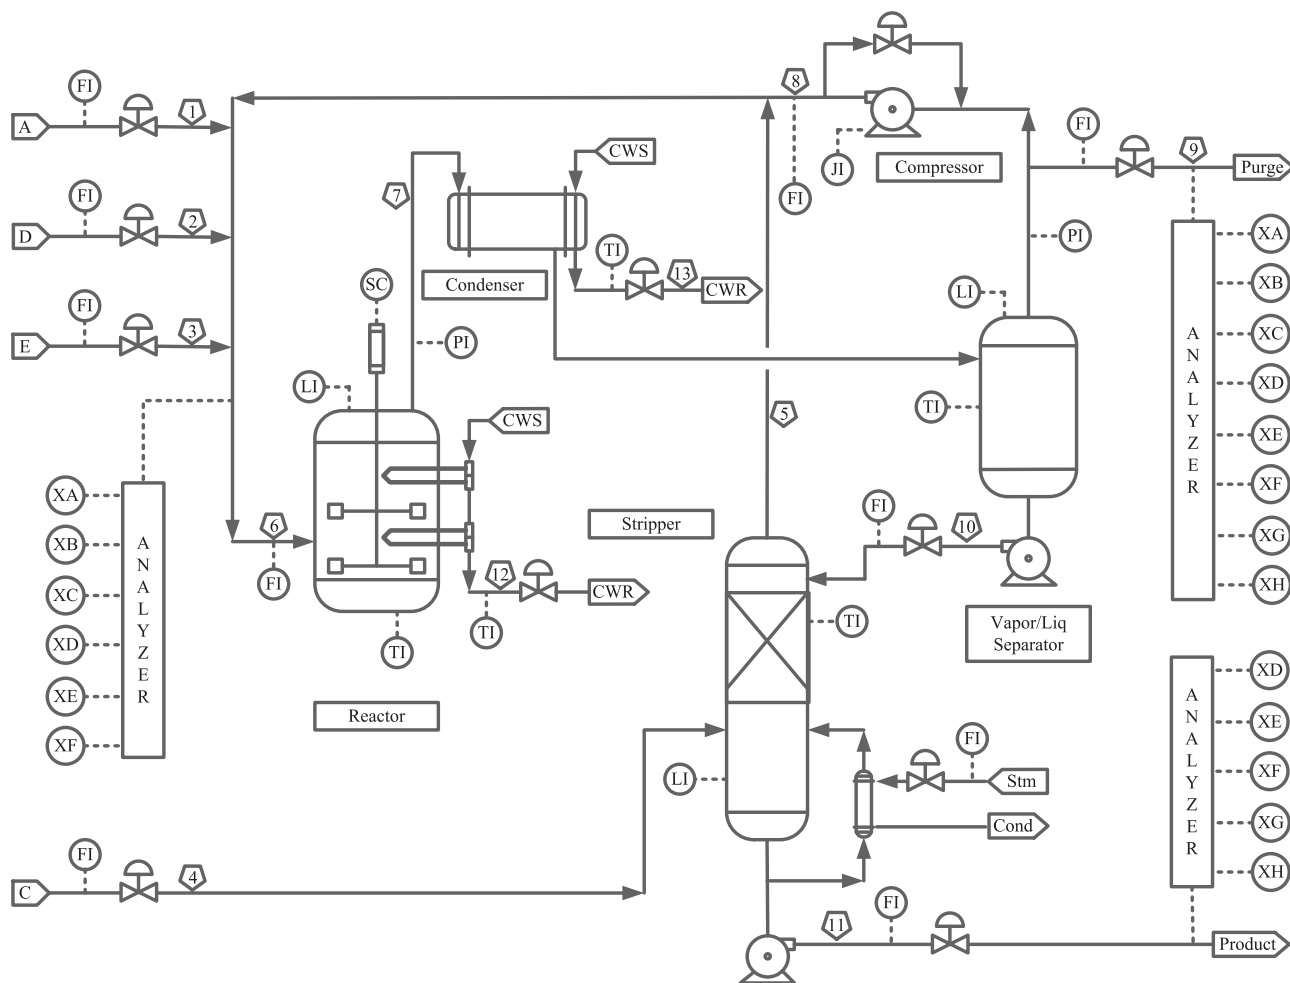 FI
A
1
FI
D
2
FI
E
3
XA
XB
XC
XD
XE
XF
ANALYZER
FI
C
4
6
FI
7
SC
LI
PI
CWS
TI
13
CWR
Condenser
CWS
12
CWR
TI
TI
Reactor
8
FI
JI
Compressor
5
Stripper
FI
10
TI
LI
FI
Stm
Cond
11
FI
Product
LI
TI
PI
Vapor/Liq
Separator
FI
9
Purge
ANALYZER
XA
XB
XC
XD
XE
XF
XG
XH
ANALYZER
XD
XE
XF
XG
XH